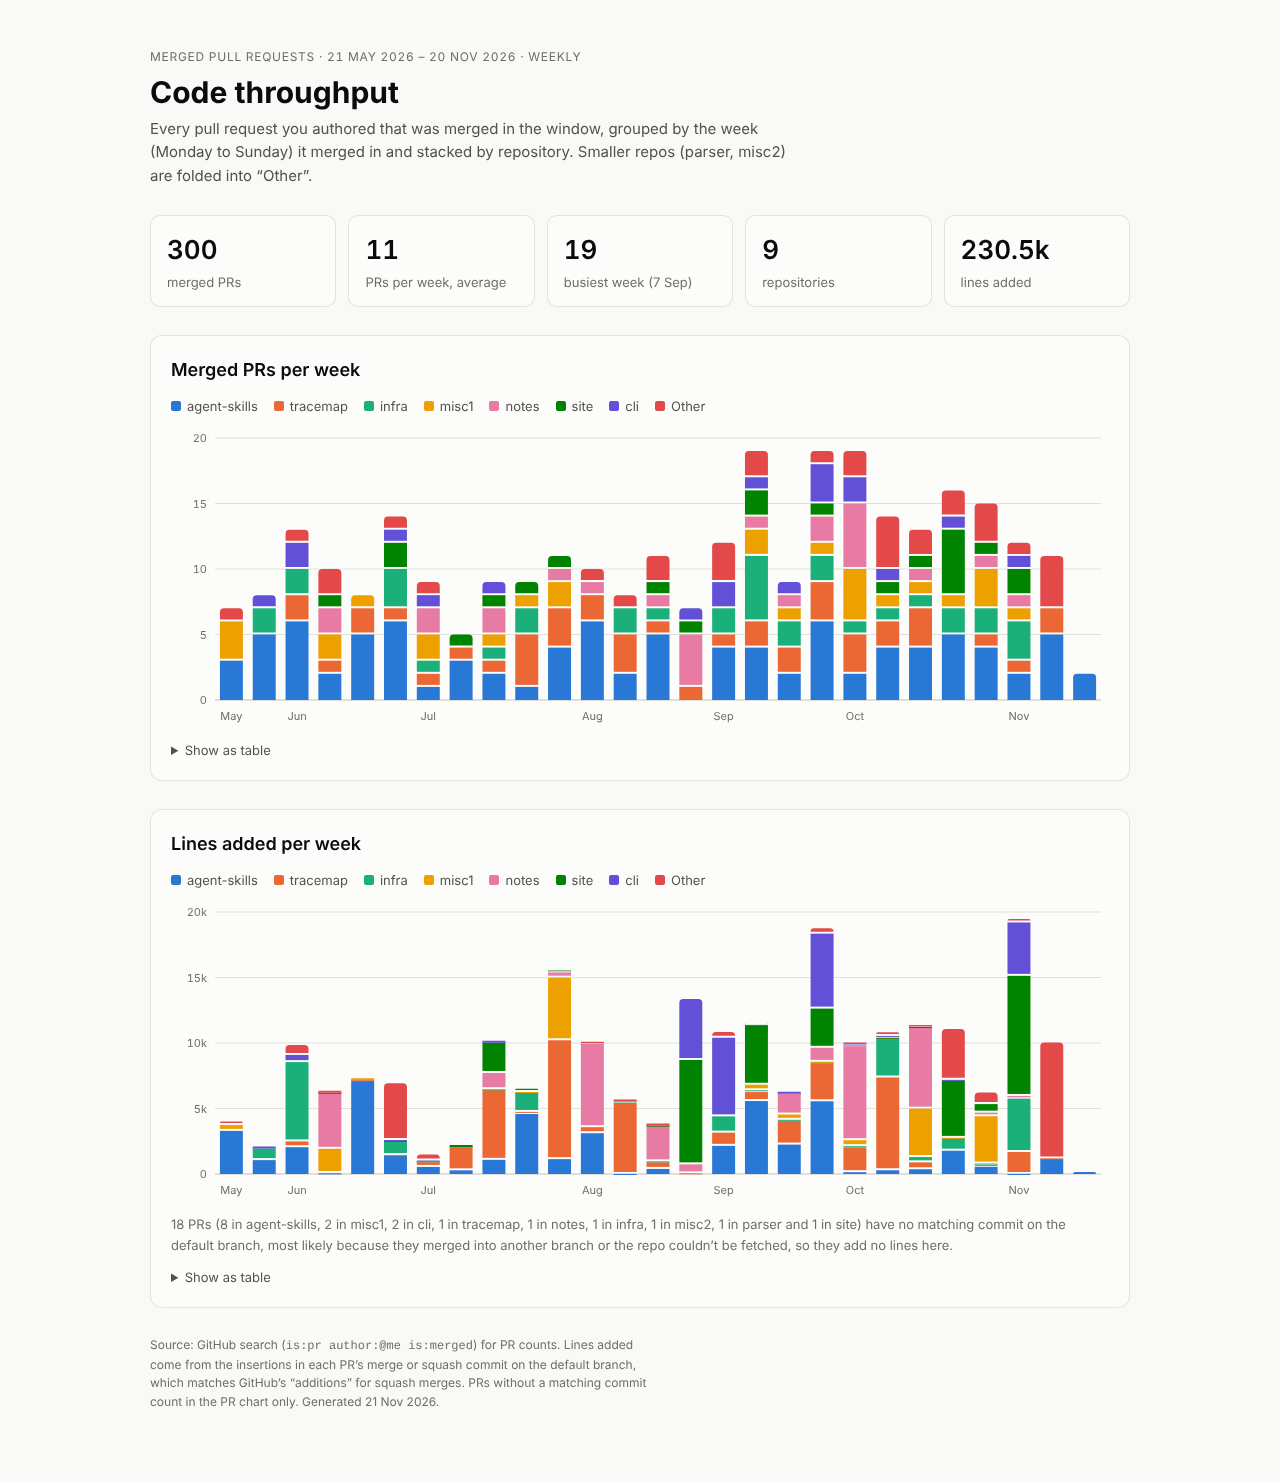 MERGED PULL REQUESTS · 21 MAY 2026 – 20 NOV 2026 · WEEKLY
Code throughput
Every pull request you authored that was merged in the window, grouped by the week
(Monday to Sunday) it merged in and stacked by repository. Smaller repos (parser, misc2)
are folded into “Other”.
300
merged PRs
11
PRs per week, average
19
busiest week (7 Sep)
9
repositories
230.5k
lines added
Merged PRs per week
agent-skills tracemap infra misc1 notes site cli Other
20
15
10
5
0
May Jun Jul Aug Sep Oct Nov
▶ Show as table
Lines added per week
agent-skills tracemap infra misc1 notes site cli Other
20k
15k
10k
5k
0
May Jun Jul Aug Sep Oct Nov
18 PRs (8 in agent-skills, 2 in misc1, 2 in cli, 1 in tracemap, 1 in notes, 1 in infra, 1 in misc2, 1 in parser and 1 in site) have no matching commit on the
default branch, most likely because they merged into another branch or the repo couldn’t be fetched, so they add no lines here.
▶ Show as table
Source: GitHub search (is:pr author:@me is:merged) for PR counts. Lines added
come from the insertions in each PR’s merge or squash commit on the default branch,
which matches GitHub’s “additions” for squash merges. PRs without a matching commit
count in the PR chart only. Generated 21 Nov 2026.